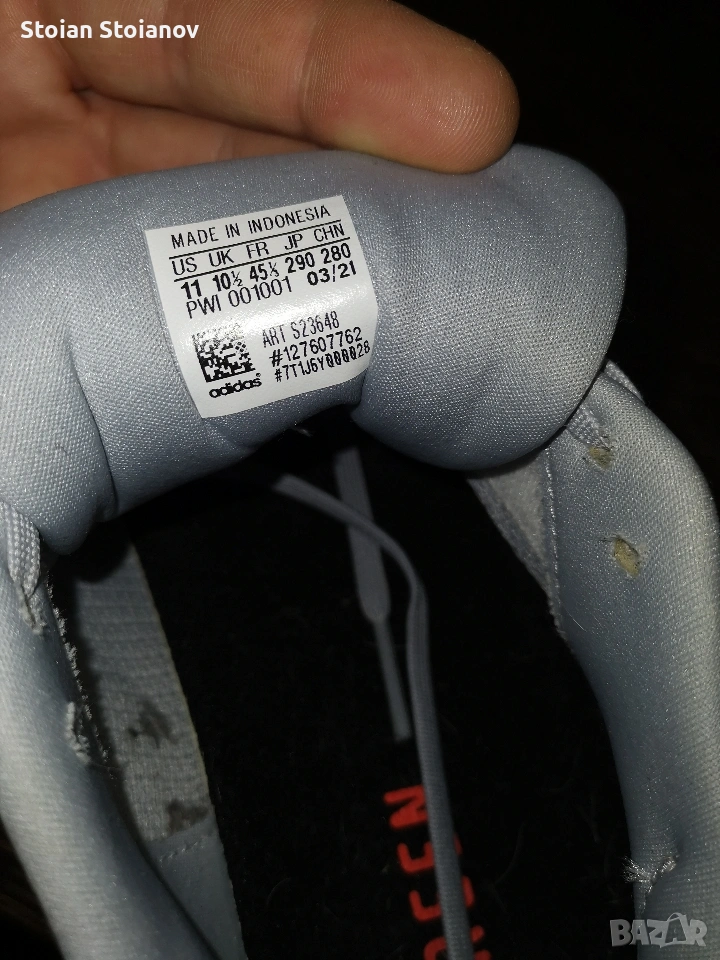 Stoian Stoianov
MADE IN INDONESIA
US UK FR JP CHN
11 10½ 45⅓ 290 280
PWI 001001 03/21
ART S23648
#127607762
#7T1J6Y000028
adidas
BAZAR